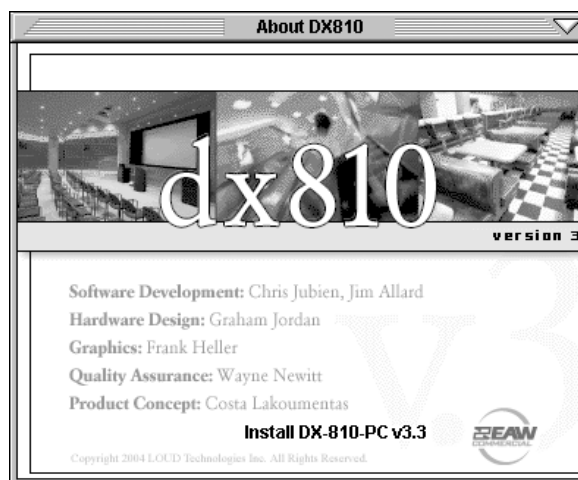 About DX810
dx810
version 3
Software Development: Chris Jubien, Jim Allard
Hardware Design: Graham Jordan
Graphics: Frank Heller
Quality Assurance: Wayne Newitt
Product Concept: Costa Lakoumentas
Install DX-810-PC v3.3
EAW
COMMERCIAL
Copyright 2004 LOUD Technologies Inc. All Rights Reserved.
v.3